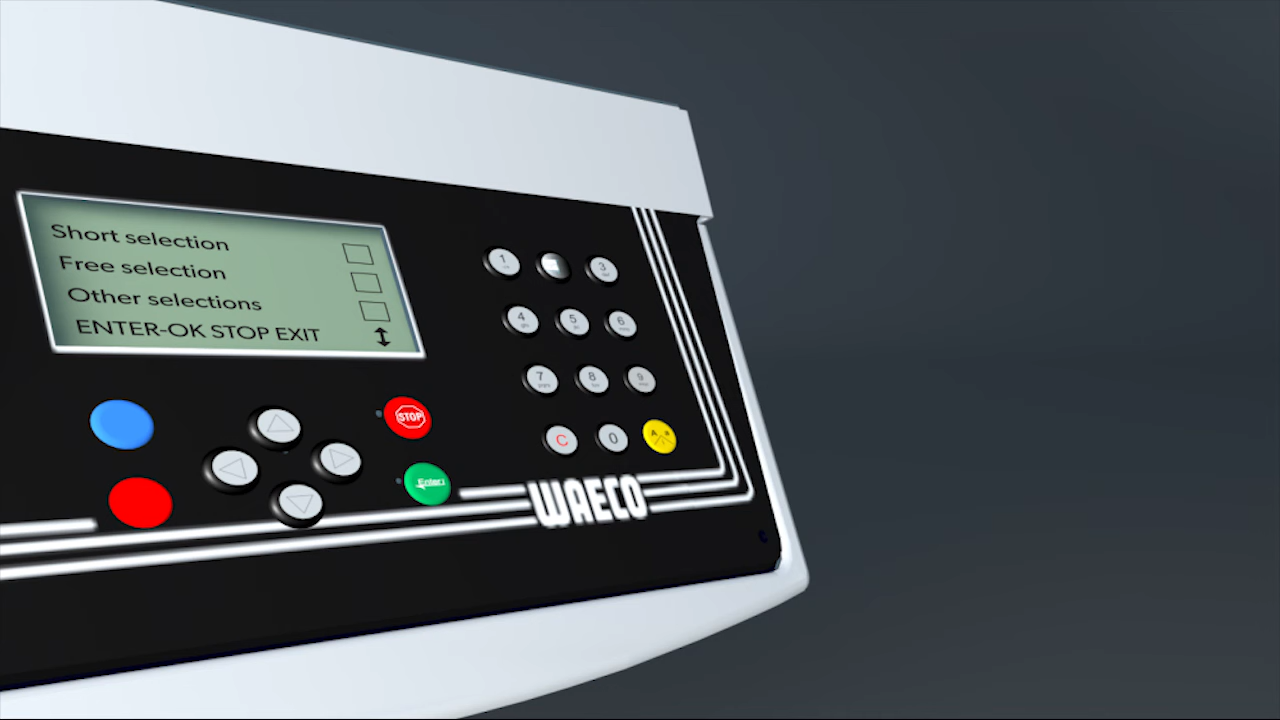 Short selection
Free selection
Other selections
ENTER-OK STOP EXIT
1
3
4
5
6
7
8
9
C
0
A
B
STOP
Enter
WAECO